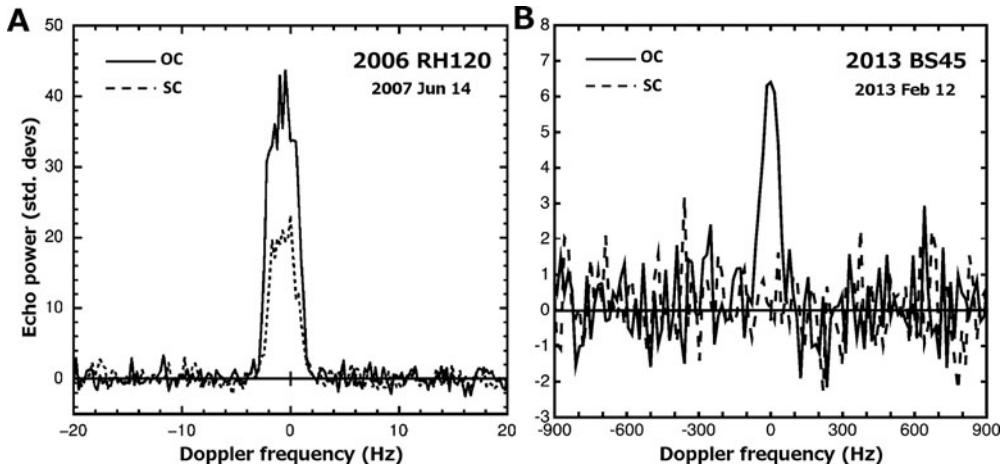 A
OC
SC
2006 RH120
2007 Jun 14
Echo power (std. devs)
50
40
30
20
10
0
−20 −10 0 10 20
Doppler frequency (Hz)
B
OC
SC
2013 BS45
2013 Feb 12
8
7
6
5
4
3
2
1
0
-1
-2
-3
-900 -600 -300 0 300 600 900
Doppler frequency (Hz)